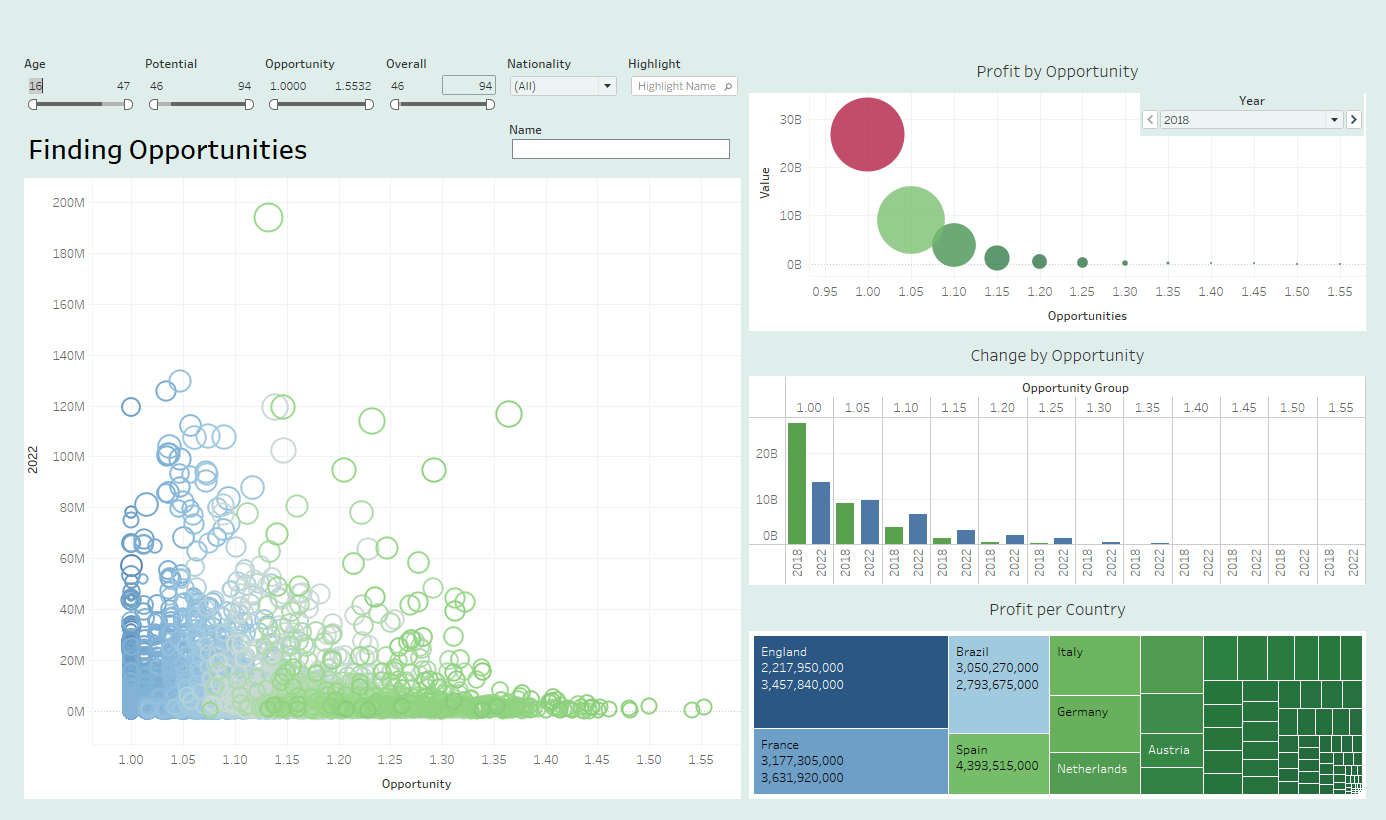 Age
16 47
Potential
46 94
Opportunity
1.0000 1.5532
Overall
46 94
Nationality
(All)
Highlight
Highlight Name
Finding Opportunities
Name
200M
180M
160M
140M
120M
100M
80M
60M
40M
20M
0M
2022
1.00 1.05 1.10 1.15 1.20 1.25 1.30 1.35 1.40 1.45 1.50 1.55
Opportunity
Profit by Opportunity
Year
2018
30B
20B
10B
0B
Value
0.95 1.00 1.05 1.10 1.15 1.20 1.25 1.30 1.35 1.40 1.45 1.50 1.55
Opportunities
Change by Opportunity
Opportunity Group
1.00 1.05 1.10 1.15 1.20 1.25 1.30 1.35 1.40 1.45 1.50 1.55
20B
10B
0B
2018 2022 2018 2022 2018 2022 2018 2022 2018 2022 2018 2022 2018 2022 2018 2022 2018 2022 2018 2022 2018 2022 2018 2022
Profit per Country
England
2,217,950,000
3,457,840,000
France
3,177,305,000
3,631,920,000
Brazil
3,050,270,000
2,793,675,000
Spain
4,393,515,000
Italy
Germany
Netherlands
Austria